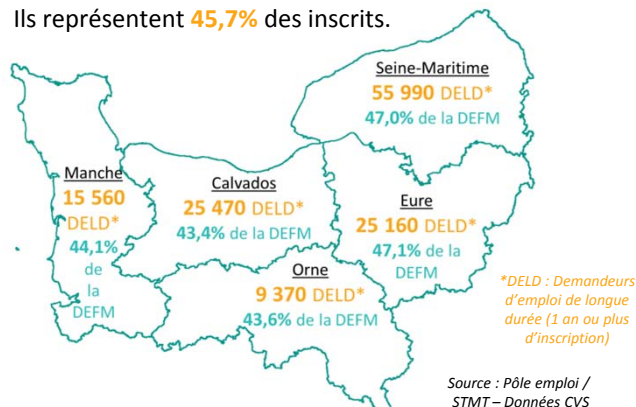 Ils représentent 45,7% des inscrits.
Seine-Maritime
55 990 DELD*
47,0% de la DEFM
Manche
15 560
DELD*
44,1%
de
la
DEFM
Calvados
25 470 DELD*
43,4% de la DEFM
Eure
25 160 DELD*
47,1% de la
DEFM
Orne
9 370 DELD*
43,6% de la DEFM
*DELD : Demandeurs
d'emploi de longue
durée (1 an ou plus
d'inscription)
Source : Pôle emploi /
STMT – Données CVS